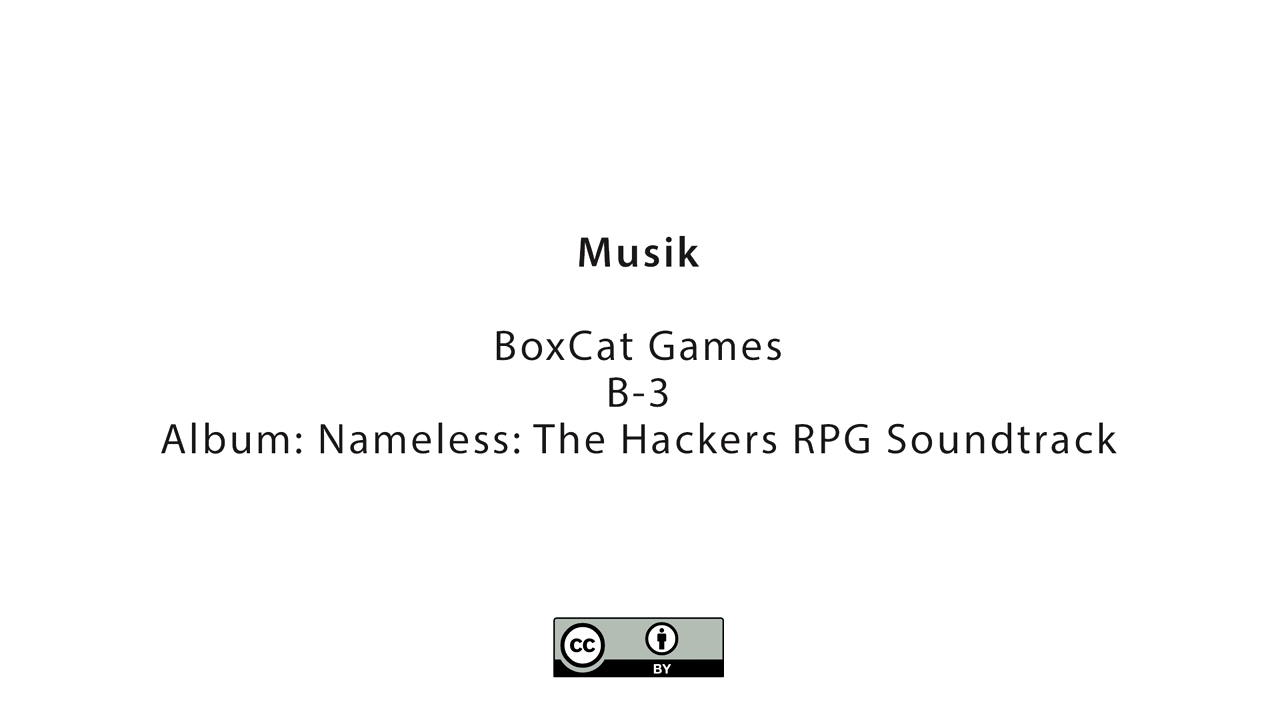 Musik
BoxCat Games
B-3
Album: Nameless: The Hackers RPG Soundtrack
cc
BY